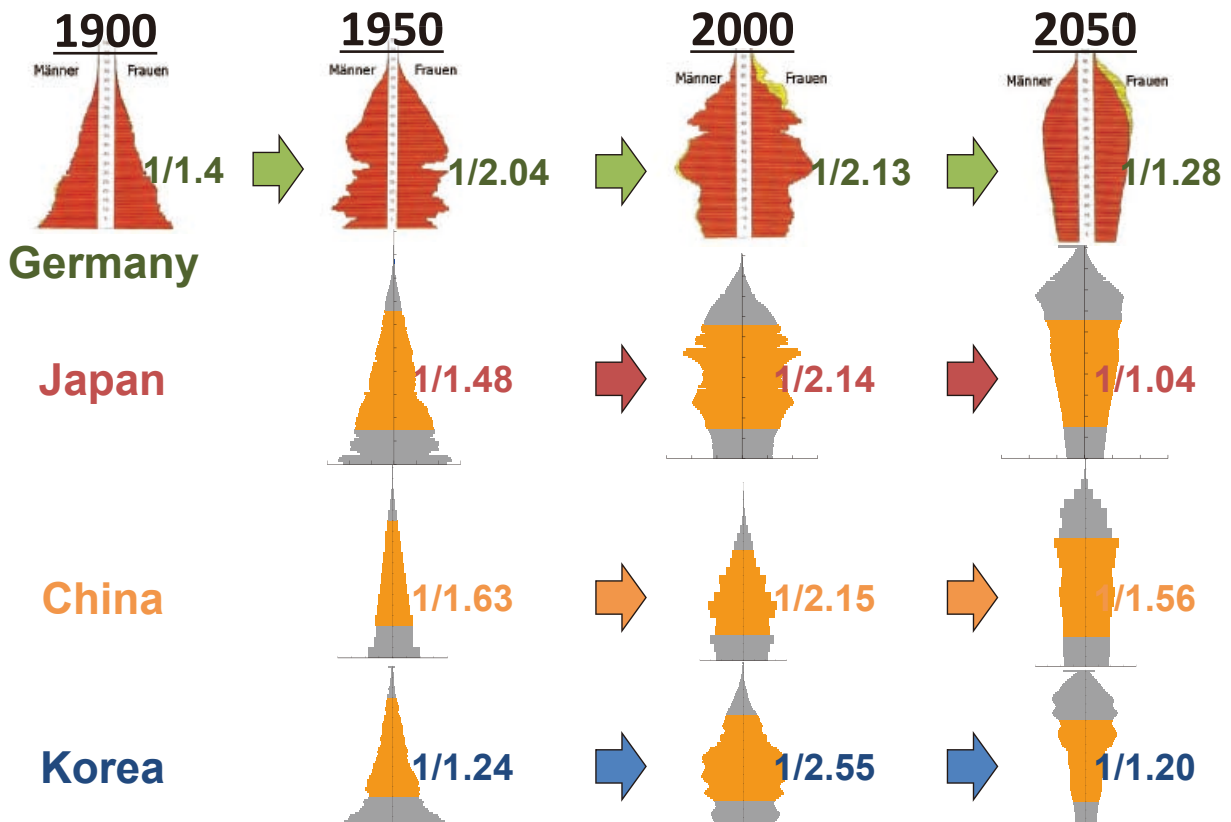 1900
1950
2000
2050
Männer Frauen
Männer Frauen
Männer Frauen
Männer Frauen
1/1.4
1/2.04
1/2.13
1/1.28
Germany
Japan
1/1.48
1/2.14
1/1.04
China
1/1.63
1/2.15
1/1.56
Korea
1/1.24
1/2.55
1/1.20